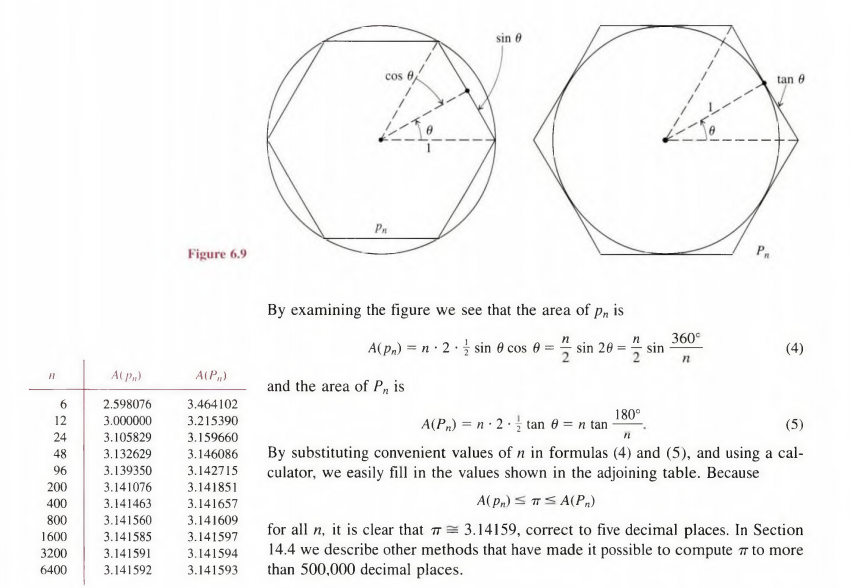 sin θ
cos θ
θ
1
p_n
tan θ
1
θ
P_n
Figure 6.9
By examining the figure we see that the area of p_n is
A(p_n) = n · 2 · ½ sin θ cos θ = n/2 sin 2θ = n/2 sin 360°/n (4)
and the area of P_n is
A(P_n) = n · 2 · ½ tan θ = n tan 180°/n. (5)
By substituting convenient values of n in formulas (4) and (5), and using a cal-
culator, we easily fill in the values shown in the adjoining table. Because
A(p_n) ≤ π ≤ A(P_n)
for all n, it is clear that π ≅ 3.14159, correct to five decimal places. In Section
14.4 we describe other methods that have made it possible to compute π to more
than 500,000 decimal places.
n A(p_n) A(P_n)
6 2.598076 3.464102
12 3.000000 3.215390
24 3.105829 3.159660
48 3.132629 3.146086
96 3.139350 3.142715
200 3.141076 3.141851
400 3.141463 3.141657
800 3.141560 3.141609
1600 3.141585 3.141597
3200 3.141591 3.141594
6400 3.141592 3.141593